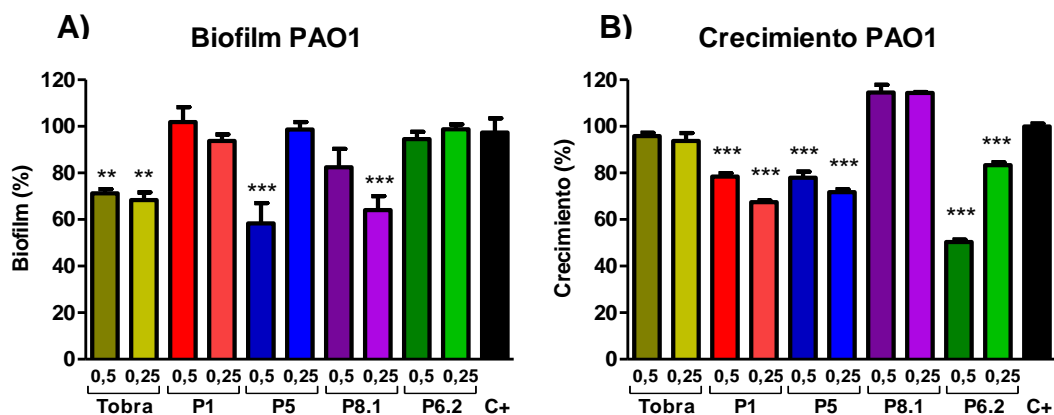 A)
Biofilm PAO1
Biofilm (%)
120
100
80
60
40
20
0
** ** *** ***
0,5 0,25 0,5 0,25 0,5 0,25 0,5 0,25 0,5 0,25
Tobra P1 P5 P8.1 P6.2 C+
B)
Crecimiento PAO1
Crecimiento (%)
120
100
80
60
40
20
0
*** *** *** *** *** ***
0,5 0,25 0,5 0,25 0,5 0,25 0,5 0,25 0,5 0,25
Tobra P1 P5 P8.1 P6.2 C+